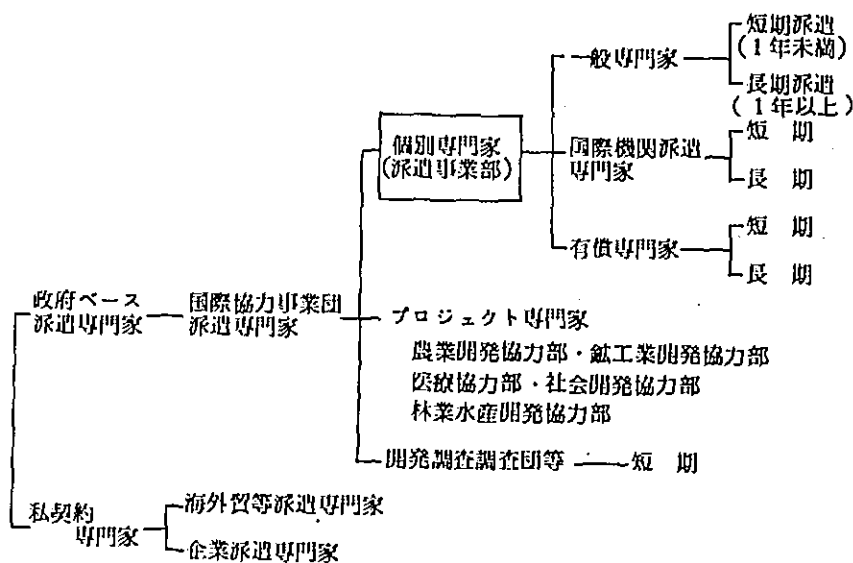 短期派遣
(1年未満)
一般専門家
長期派遣
(1年以上)
個別専門家
(派遣事業部)
国際機関派遣
専門家
短 期
長 期
有償専門家
短 期
長 期
政府ベース
派遣専門家
国際協力事業団
派遣専門家
プロジェクト専門家
農業開発協力部・鉱工業開発協力部
医療協力部・社会開発協力部
林業水産開発協力部
開発調査調査団等
短 期
私契約
専門家
海外貿等派遣専門家
企業派遣専門家